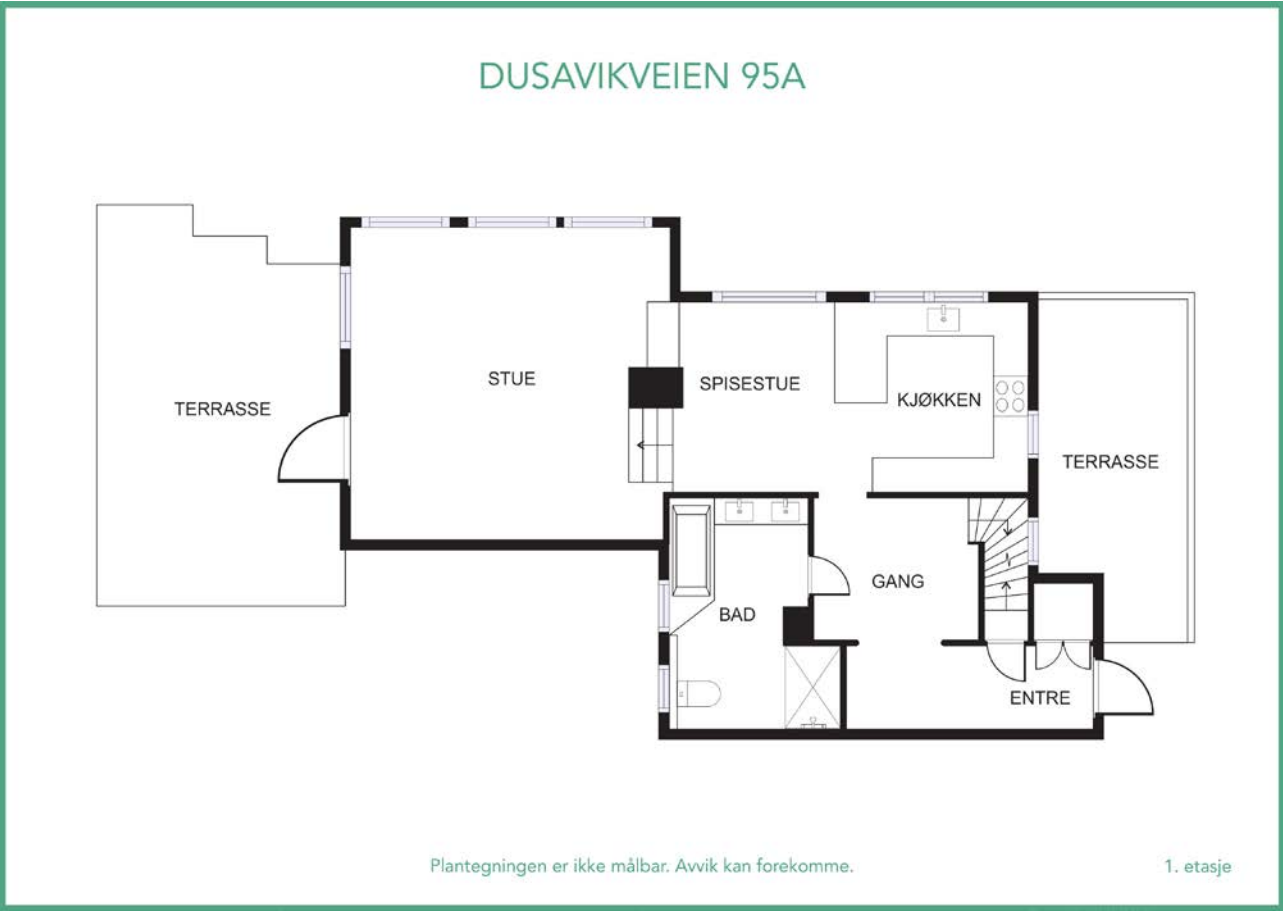 DUSAVIKVEIEN 95A
STUE
SPISESTUE
KJØKKEN
TERRASSE
TERRASSE
GANG
BAD
ENTRE
Plantegningen er ikke målbar. Avvik kan forekomme.
1. etasje